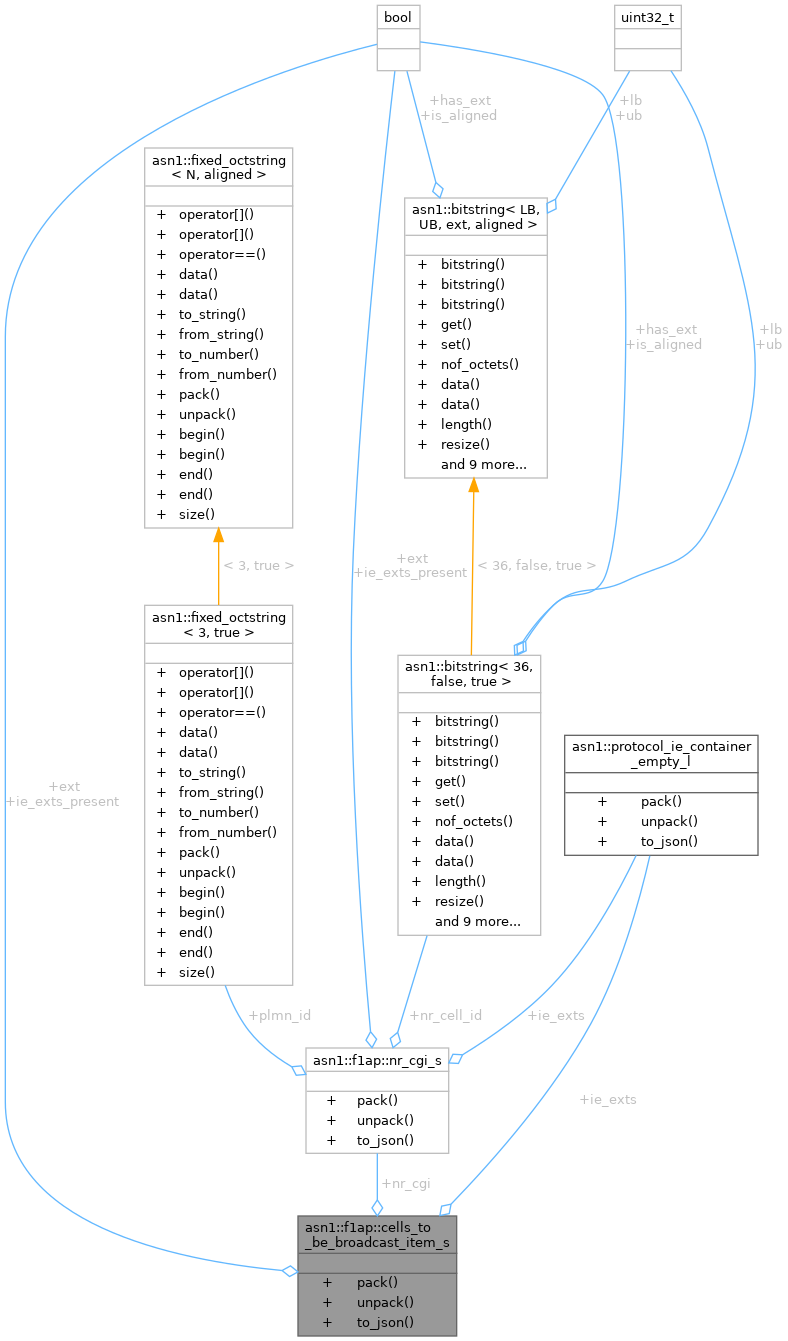 bool
uint32_t
+has_ext
+is_aligned
+lb
+ub
asn1::fixed_octstring
< N, aligned >
+ operator[]()
+ operator[]()
+ operator==()
+ data()
+ data()
+ to_string()
+ from_string()
+ to_number()
+ from_number()
+ pack()
+ unpack()
+ begin()
+ begin()
+ end()
+ end()
+ size()
asn1::bitstring< LB,
UB, ext, aligned >
+ bitstring()
+ bitstring()
+ bitstring()
+ get()
+ set()
+ nof_octets()
+ data()
+ data()
+ length()
+ resize()
and 9 more...
+has_ext
+is_aligned
+lb
+ub
< 3, true >
+ext
+ie_exts_present
< 36, false, true >
asn1::fixed_octstring
< 3, true >
+ operator[]()
+ operator[]()
+ operator==()
+ data()
+ data()
+ to_string()
+ from_string()
+ to_number()
+ from_number()
+ pack()
+ unpack()
+ begin()
+ begin()
+ end()
+ end()
+ size()
asn1::bitstring< 36,
false, true >
+ bitstring()
+ bitstring()
+ bitstring()
+ get()
+ set()
+ nof_octets()
+ data()
+ data()
+ length()
+ resize()
and 9 more...
asn1::protocol_ie_container
_empty_l
+ pack()
+ unpack()
+ to_json()
+ext
+ie_exts_present
+plmn_id
+nr_cell_id
+ie_exts
asn1::f1ap::nr_cgi_s
+ pack()
+ unpack()
+ to_json()
+ie_exts
+nr_cgi
asn1::f1ap::cells_to
_be_broadcast_item_s
+ pack()
+ unpack()
+ to_json()